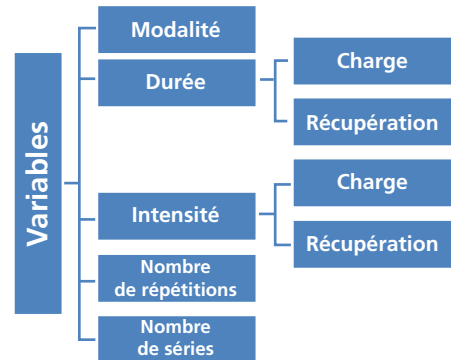 Variables
Modalité
Durée
Charge
Récupération
Intensité
Charge
Récupération
Nombre
de répétitions
Nombre
de séries